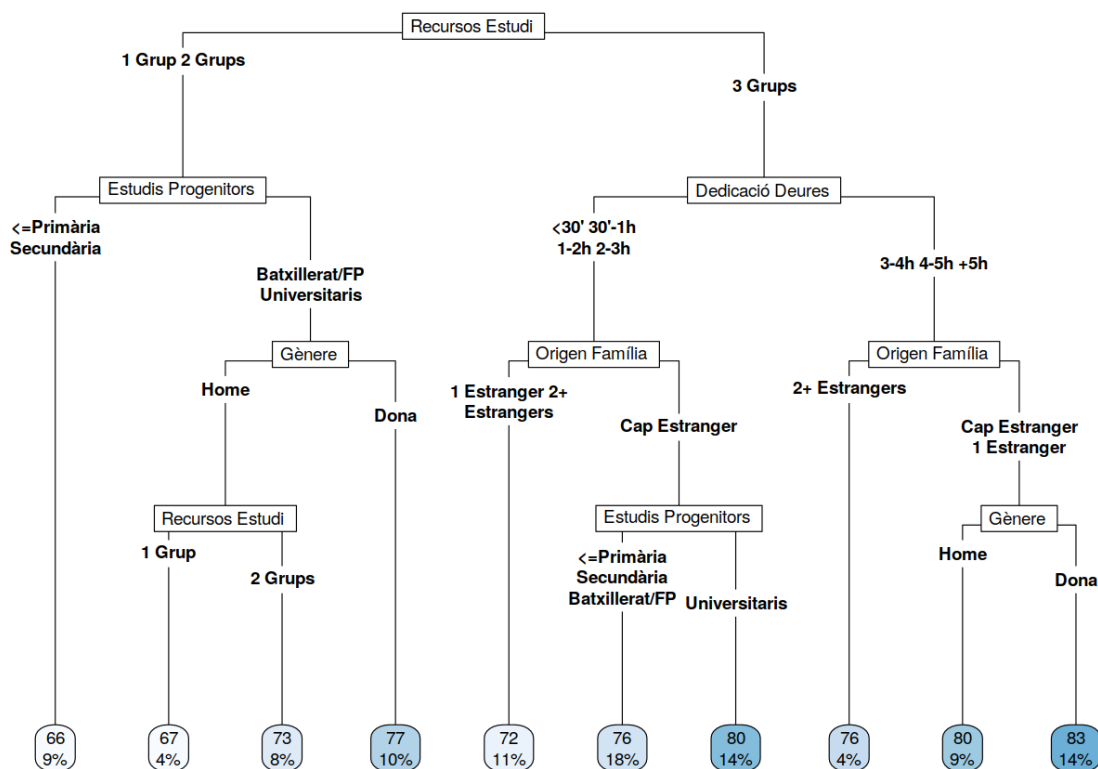 Recursos Estudi
1 Grup 2 Grups
3 Grups
Estudis Progenitors
Dedicació Deures
<=Primària
Secundària
<30' 30'-1h
1-2h 2-3h
Batxillerat/FP
Universitaris
3-4h 4-5h +5h
Gènere
Origen Família
Origen Família
Home
Dona
1 Estranger 2+
Estrangers
Cap Estranger
2+ Estrangers
Cap Estranger
1 Estranger
Recursos Estudi
Estudis Progenitors
Gènere
1 Grup
2 Grups
<=Primària
Secundària
Batxillerat/FP
Universitaris
Home
Dona
66
9%
67
4%
73
8%
77
10%
72
11%
76
18%
80
14%
76
4%
80
9%
83
14%